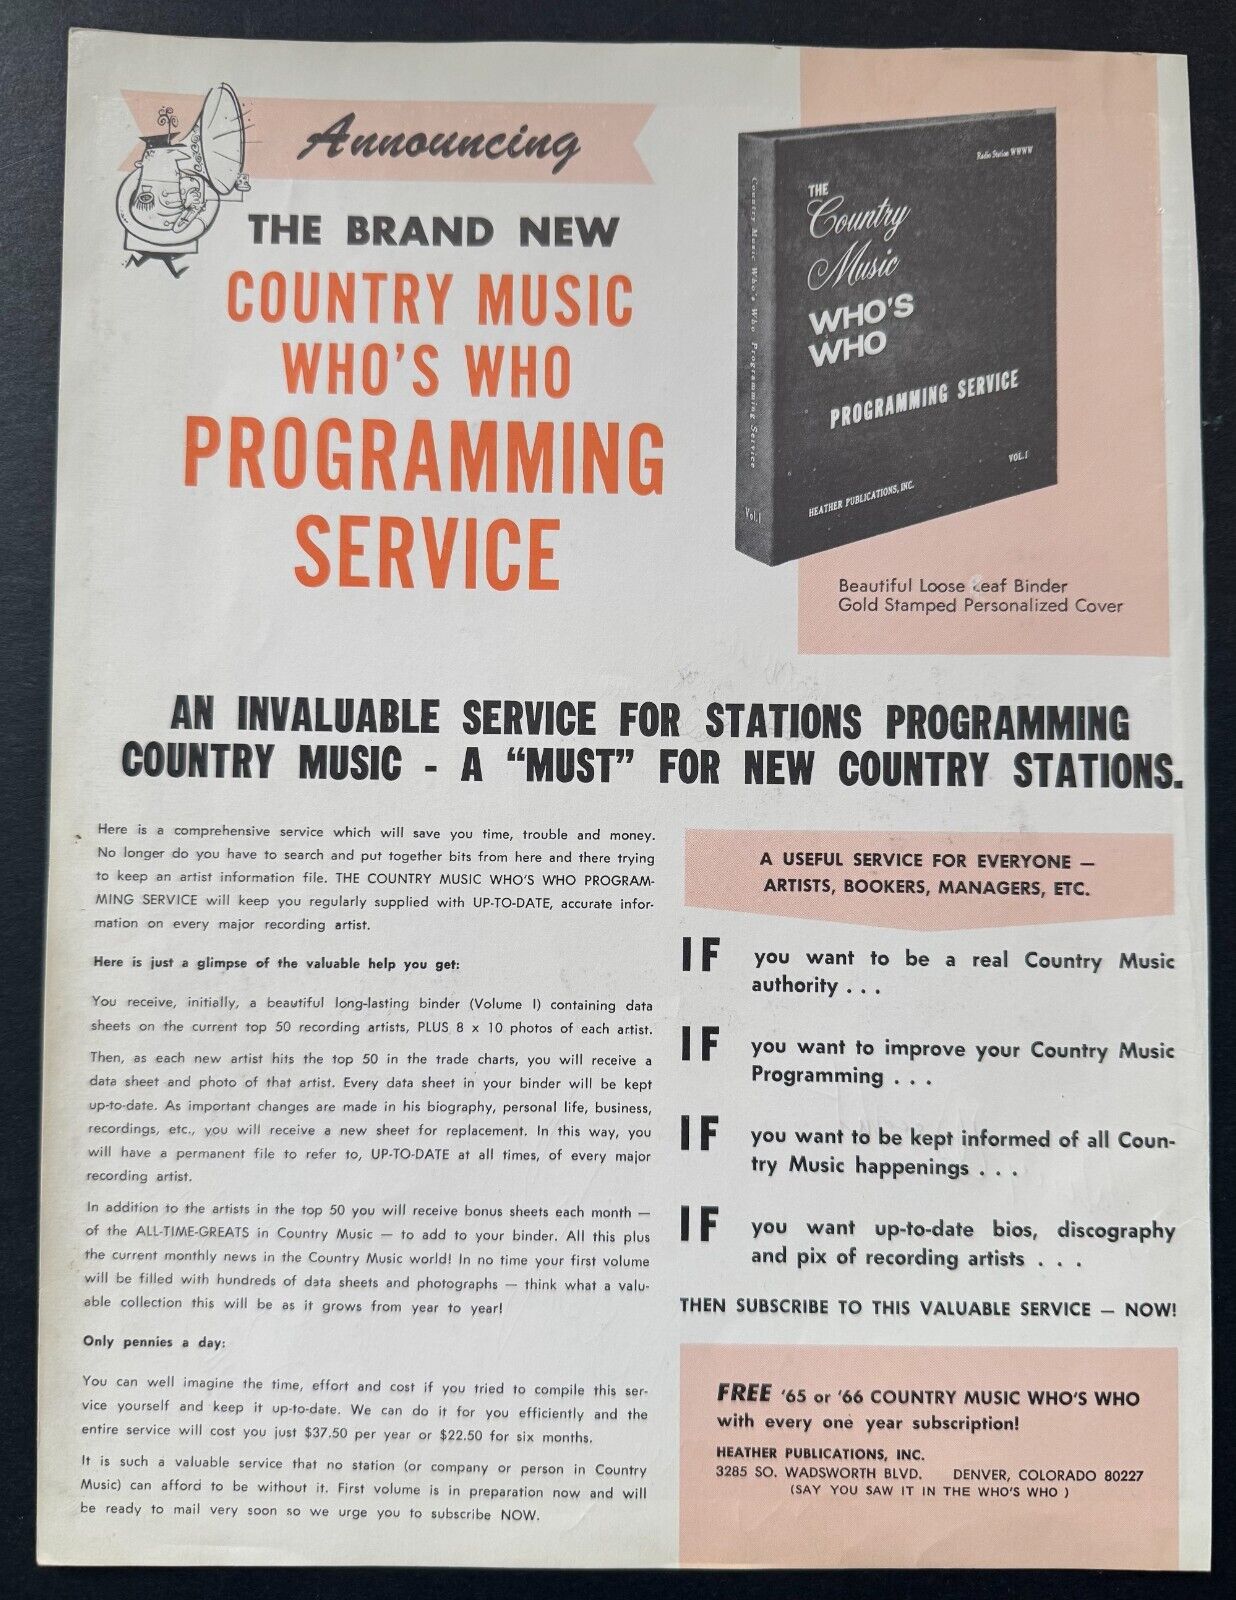 Announcing
THE BRAND NEW
COUNTRY MUSIC
WHO'S WHO
PROGRAMMING
SERVICE
Country Music Who's Who Programming Service
Vol.1
Radio Station WWWW
THE
Country
Music
WHO'S
WHO
PROGRAMMING SERVICE
VOL.1
HEATHER PUBLICATIONS, INC.
Beautiful Loose Leaf Binder
Gold Stamped Personalized Cover
AN INVALUABLE SERVICE FOR STATIONS PROGRAMMING
COUNTRY MUSIC - A “MUST” FOR NEW COUNTRY STATIONS.
Here is a comprehensive service which will save you time, trouble and money.
No longer do you have to search and put together bits from here and there trying
to keep an artist information file. THE COUNTRY MUSIC WHO'S WHO PROGRAM-
MING SERVICE will keep you regularly supplied with UP-TO-DATE, accurate infor-
mation on every major recording artist.
Here is just a glimpse of the valuable help you get:
You receive, initially, a beautiful long-lasting binder (Volume I) containing data
sheets on the current top 50 recording artists, PLUS 8 x 10 photos of each artist.
Then, as each new artist hits the top 50 in the trade charts, you will receive a
data sheet and photo of that artist. Every data sheet in your binder will be kept
up-to-date. As important changes are made in his biography, personal life, business,
recordings, etc., you will receive a new sheet for replacement. In this way, you
will have a permanent file to refer to, UP-TO-DATE at all times, of every major
recording artist.
In addition to the artists in the top 50 you will receive bonus sheets each month —
of the ALL-TIME-GREATS in Country Music — to add to your binder. All this plus
the current monthly news in the Country Music world! In no time your first volume
will be filled with hundreds of data sheets and photographs — think what a valu-
able collection this will be as it grows from year to year!
Only pennies a day:
You can well imagine the time, effort and cost if you tried to compile this ser-
vice yourself and keep it up-to-date. We can do it for you efficiently and the
entire service will cost you just $37.50 per year or $22.50 for six months.
It is such a valuable service that no station (or company or person in Country
Music) can afford to be without it. First volume is in preparation now and will
be ready to mail very soon so we urge you to subscribe NOW.
A USEFUL SERVICE FOR EVERYONE —
ARTISTS, BOOKERS, MANAGERS, ETC.
IF you want to be a real Country Music
authority . . .
IF you want to improve your Country Music
Programming . . .
IF you want to be kept informed of all Coun-
try Music happenings . . .
IF you want up-to-date bios, discography
and pix of recording artists . . .
THEN SUBSCRIBE TO THIS VALUABLE SERVICE — NOW!
FREE '65 or '66 COUNTRY MUSIC WHO'S WHO
with every one year subscription!
HEATHER PUBLICATIONS, INC.
3285 SO. WADSWORTH BLVD. DENVER, COLORADO 80227
(SAY YOU SAW IT IN THE WHO'S WHO )